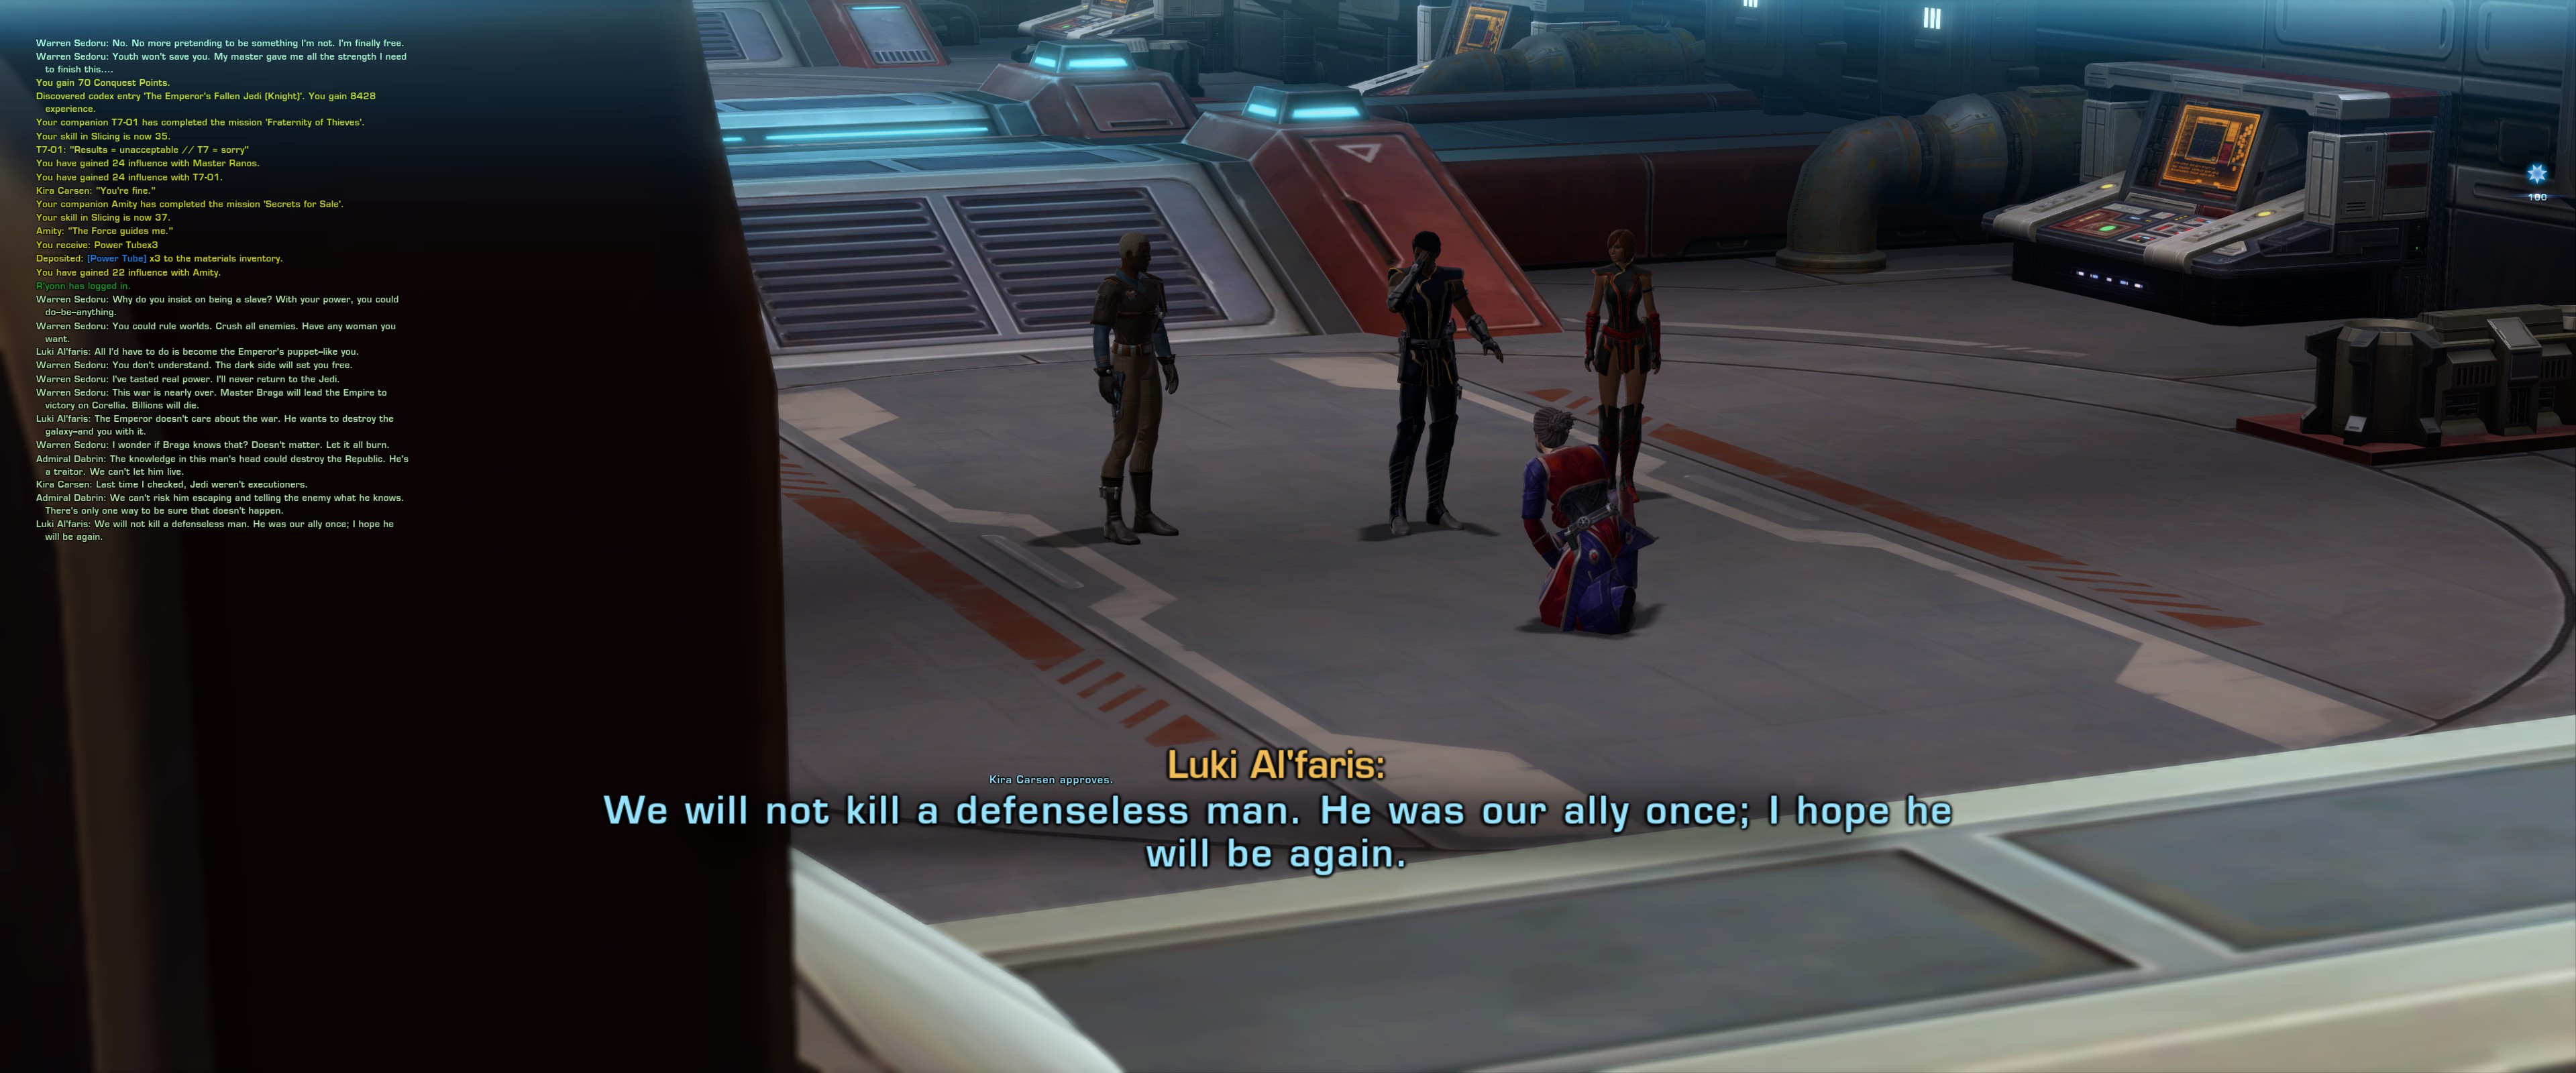 Warren Sedoru: No. No more pretending to be something I'm not. I'm finally free.
Warren Sedoru: Youth won't save you. My master gave me all the strength I need
to finish this....
You gain 70 Conquest Points.
Discovered codex entry 'The Emperor's Fallen Jedi (Knight)'. You gain 8428
experience.
Your companion T7-01 has completed the mission 'Fraternity of Thieves'.
Your skill in Slicing is now 35.
T7-01: "Results = unacceptable // T7 = sorry"
You have gained 24 influence with Master Ranos.
You have gained 24 influence with T7-01.
Kira Carsen: "You're fine."
Your companion Amity has completed the mission 'Secrets for Sale'.
Your skill in Slicing is now 37.
Amity: "The Force guides me."
You receive: Power Tubex3
Deposited: [Power Tube] x3 to the materials inventory.
You have gained 22 influence with Amity.
R'yonn has logged in.
Warren Sedoru: Why do you insist on being a slave? With your power, you could
do–be–anything.
Warren Sedoru: You could rule worlds. Crush all enemies. Have any woman you
want.
Luki Al'faris: All I'd have to do is become the Emperor's puppet–like you.
Warren Sedoru: You don't understand. The dark side will set you free.
Warren Sedoru: I've tasted real power. I'll never return to the Jedi.
Warren Sedoru: This war is nearly over. Master Braga will lead the Empire to
victory on Corellia. Billions will die.
Luki Al'faris: The Emperor doesn't care about the war. He wants to destroy the
galaxy–and you with it.
Warren Sedoru: I wonder if Braga knows that? Doesn't matter. Let it all burn.
Admiral Dabrin: The knowledge in this man's head could destroy the Republic. He's
a traitor. We can't let him live.
Kira Carsen: Last time I checked, Jedi weren't executioners.
Admiral Dabrin: We can't risk him escaping and telling the enemy what he knows.
There's only one way to be sure that doesn't happen.
Luki Al'faris: We will not kill a defenseless man. He was our ally once; I hope he
will be again.
100
Luki Al'faris:
Kira Carsen approves.
We will not kill a defenseless man. He was our ally once; I hope he
will be again.